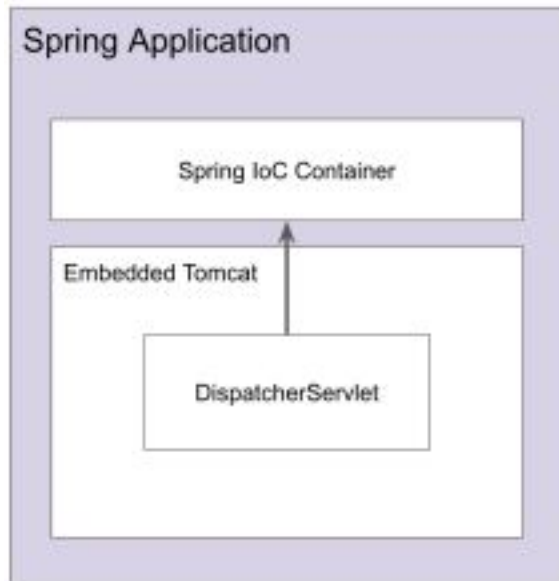 Spring Application
Spring IoC Container
Embedded Tomcat
DispatcherServlet